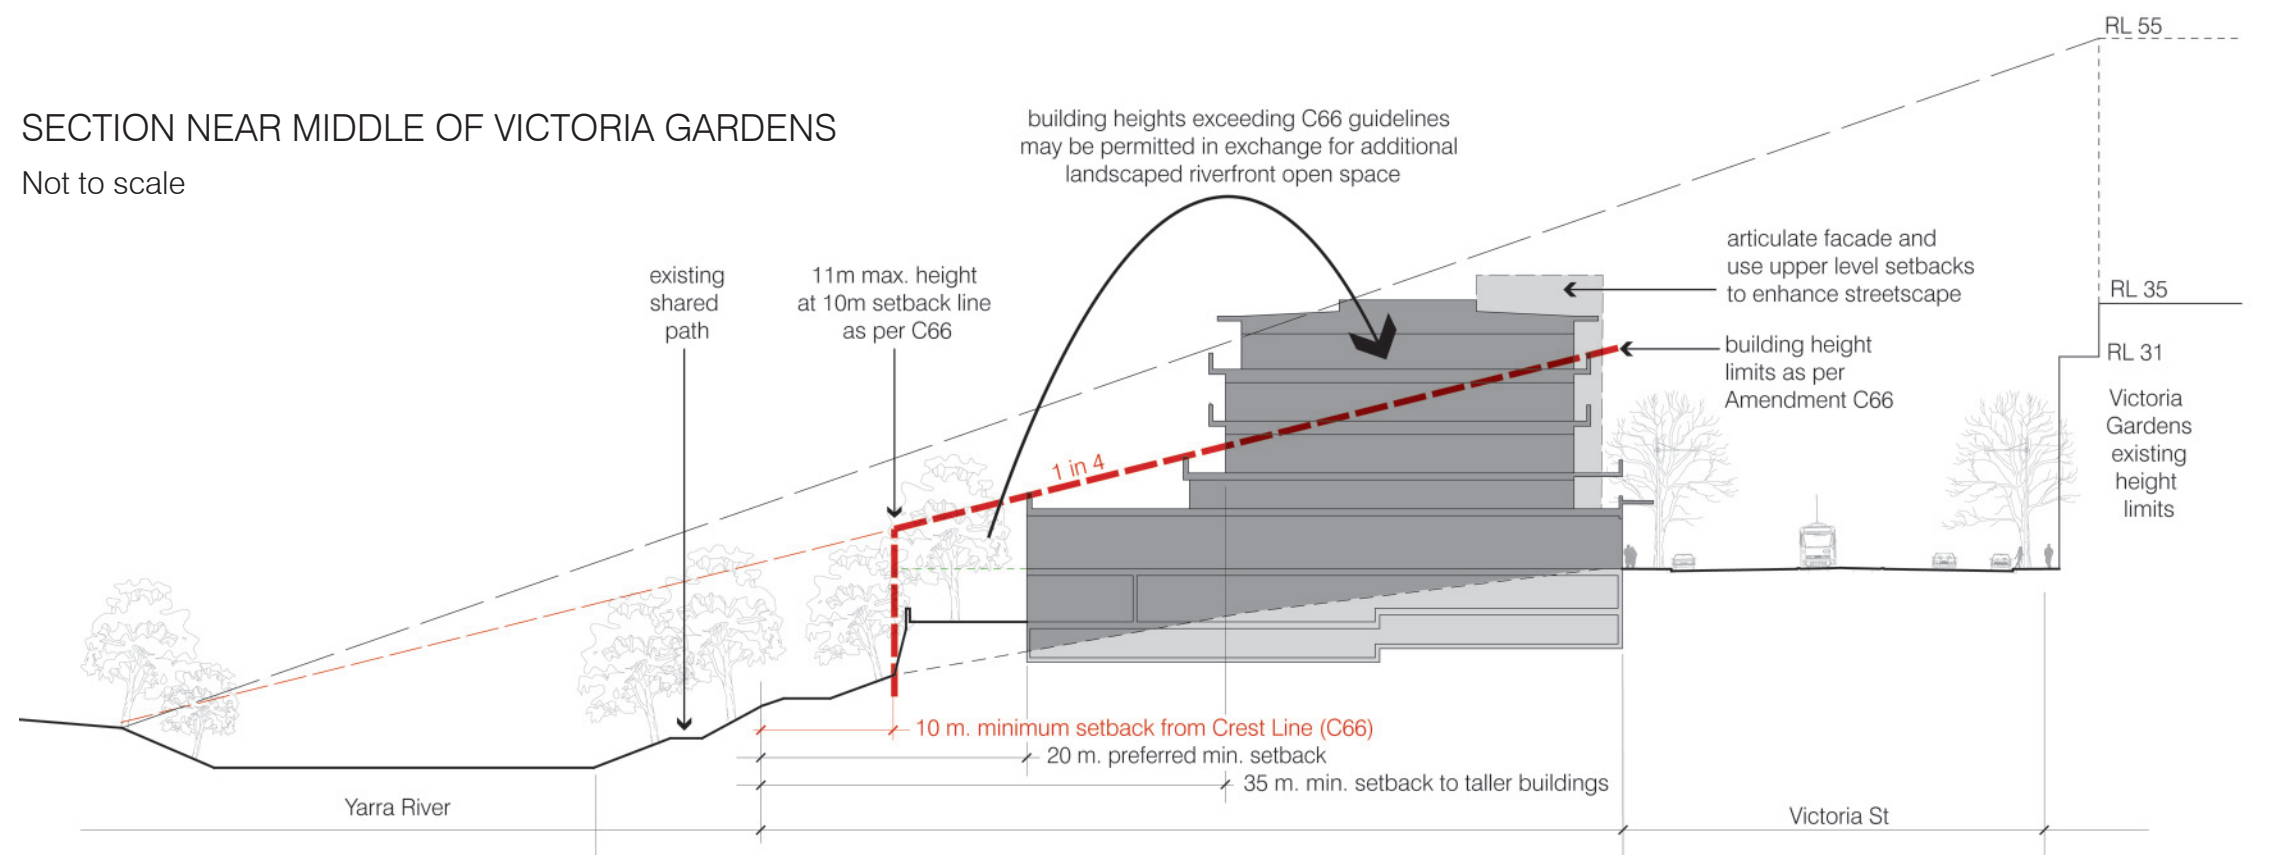 SECTION NEAR MIDDLE OF VICTORIA GARDENS
Not to scale
building heights exceeding C66 guidelines
may be permitted in exchange for additional
landscaped riverfront open space
RL 55
existing
shared
path
11m max. height
at 10m setback line
as per C66
articulate facade and
use upper level setbacks
to enhance streetscape
RL 35
building height
limits as per
Amendment C66
RL 31
Victoria
Gardens
existing
height
limits
1 in 4
10 m. minimum setback from Crest Line (C66)
20 m. preferred min. setback
35 m. min. setback to taller buildings
Yarra River
Victoria St